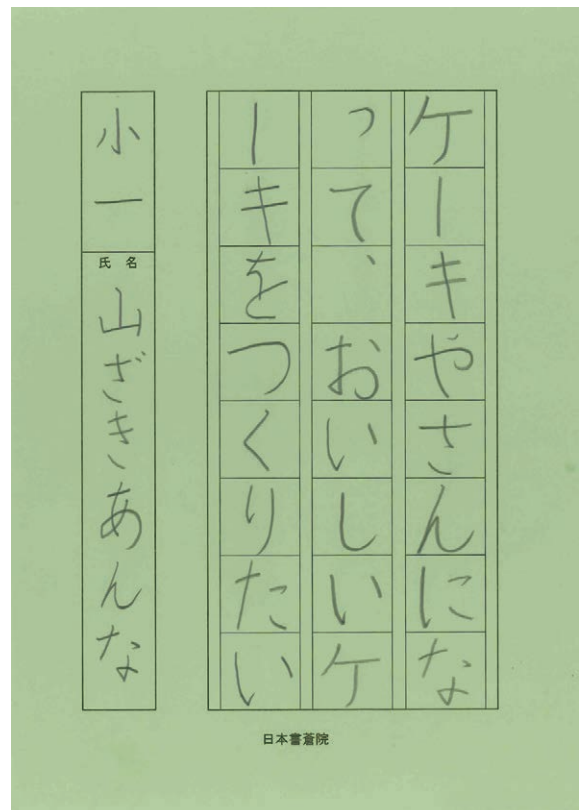 ケーキやさんにな
って、おいしいケ
ーキをつくりたい
小一
氏名
山ざきあんな
日本書蒼院